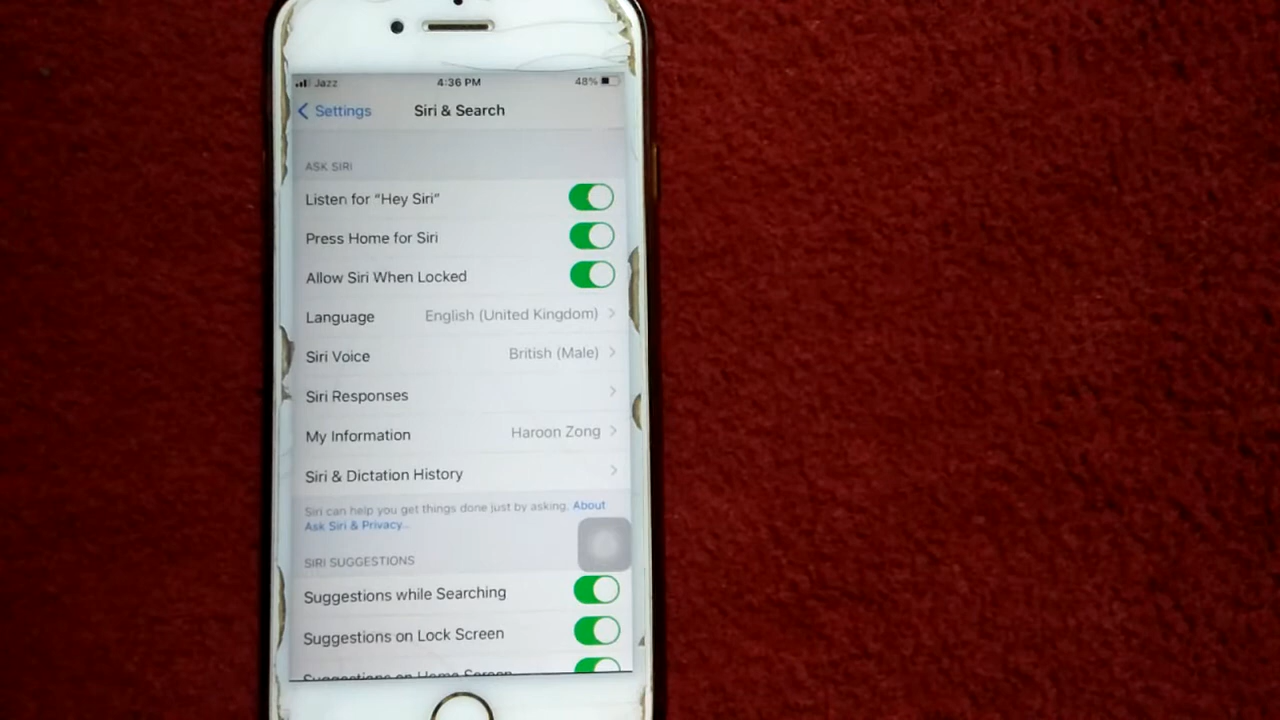 Jazz 4:36 PM 48%
Settings Siri & Search
ASK SIRI
Listen for “Hey Siri”
Press Home for Siri
Allow Siri When Locked
Language English (United Kingdom)
Siri Voice British (Male)
Siri Responses
My Information Haroon Zong
Siri & Dictation History
Siri can help you get things done just by asking. About
Ask Siri & Privacy...
SIRI SUGGESTIONS
Suggestions while Searching
Suggestions on Lock Screen
Suggestions on Home Screen